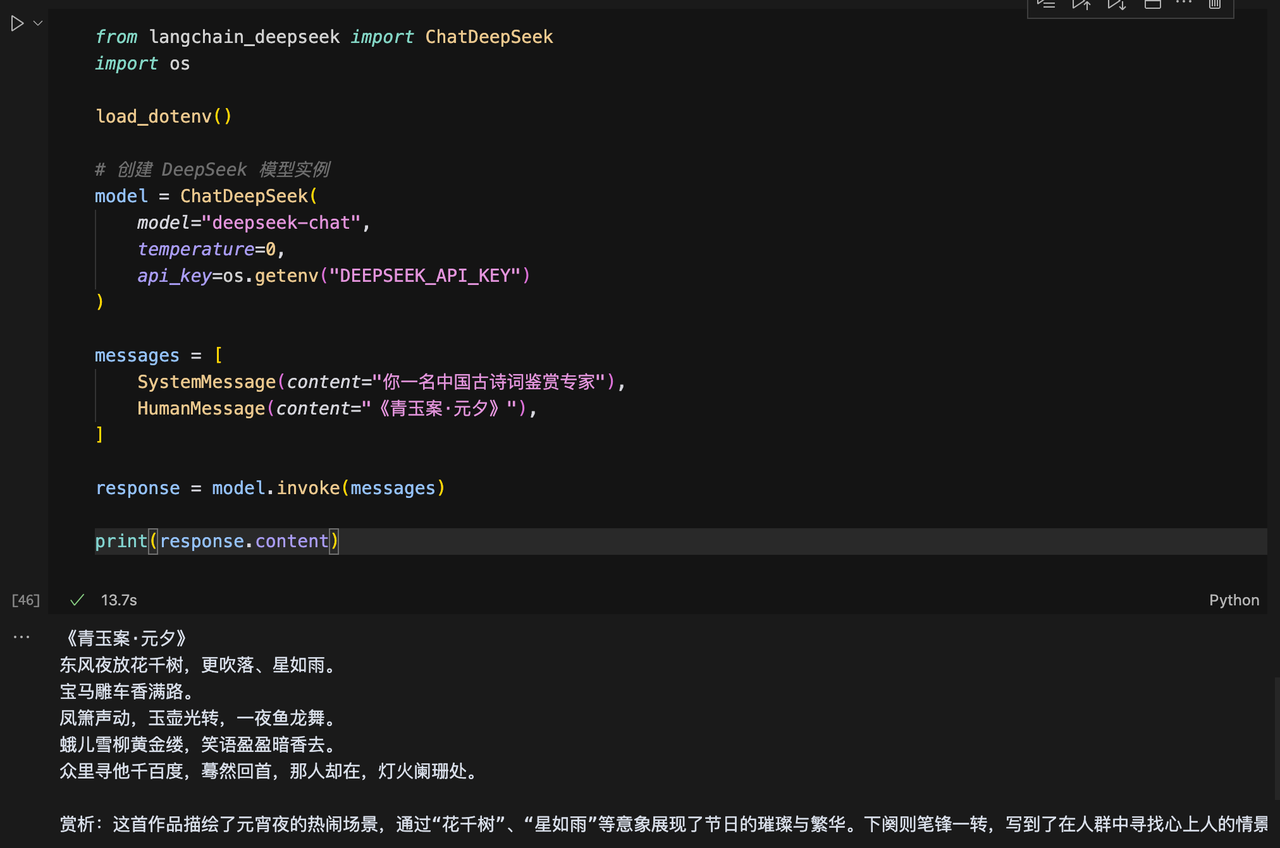 from langchain_deepseek import ChatDeepSeek
import os
load_dotenv()
# 创建 DeepSeek 模型实例
model = ChatDeepSeek(
    model="deepseek-chat",
    temperature=0,
    api_key=os.getenv("DEEPSEEK_API_KEY")
)
messages = [
    SystemMessage(content="你一名中国古诗词鉴赏专家"),
    HumanMessage(content="《青玉案·元夕》"),
]
response = model.invoke(messages)
print(response.content)
[46] 13.7s Python
《青玉案·元夕》
东风夜放花千树，更吹落、星如雨。
宝马雕车香满路。
凤箫声动，玉壶光转，一夜鱼龙舞。
蛾儿雪柳黄金缕，笑语盈盈暗香去。
众里寻他千百度，蓦然回首，那人却在，灯火阑珊处。
赏析：这首作品描绘了元宵夜的热闹场景，通过“花千树”、“星如雨”等意象展现了节日的璀璨与繁华。下阕则笔锋一转，写到了在人群中寻找心上人的情景